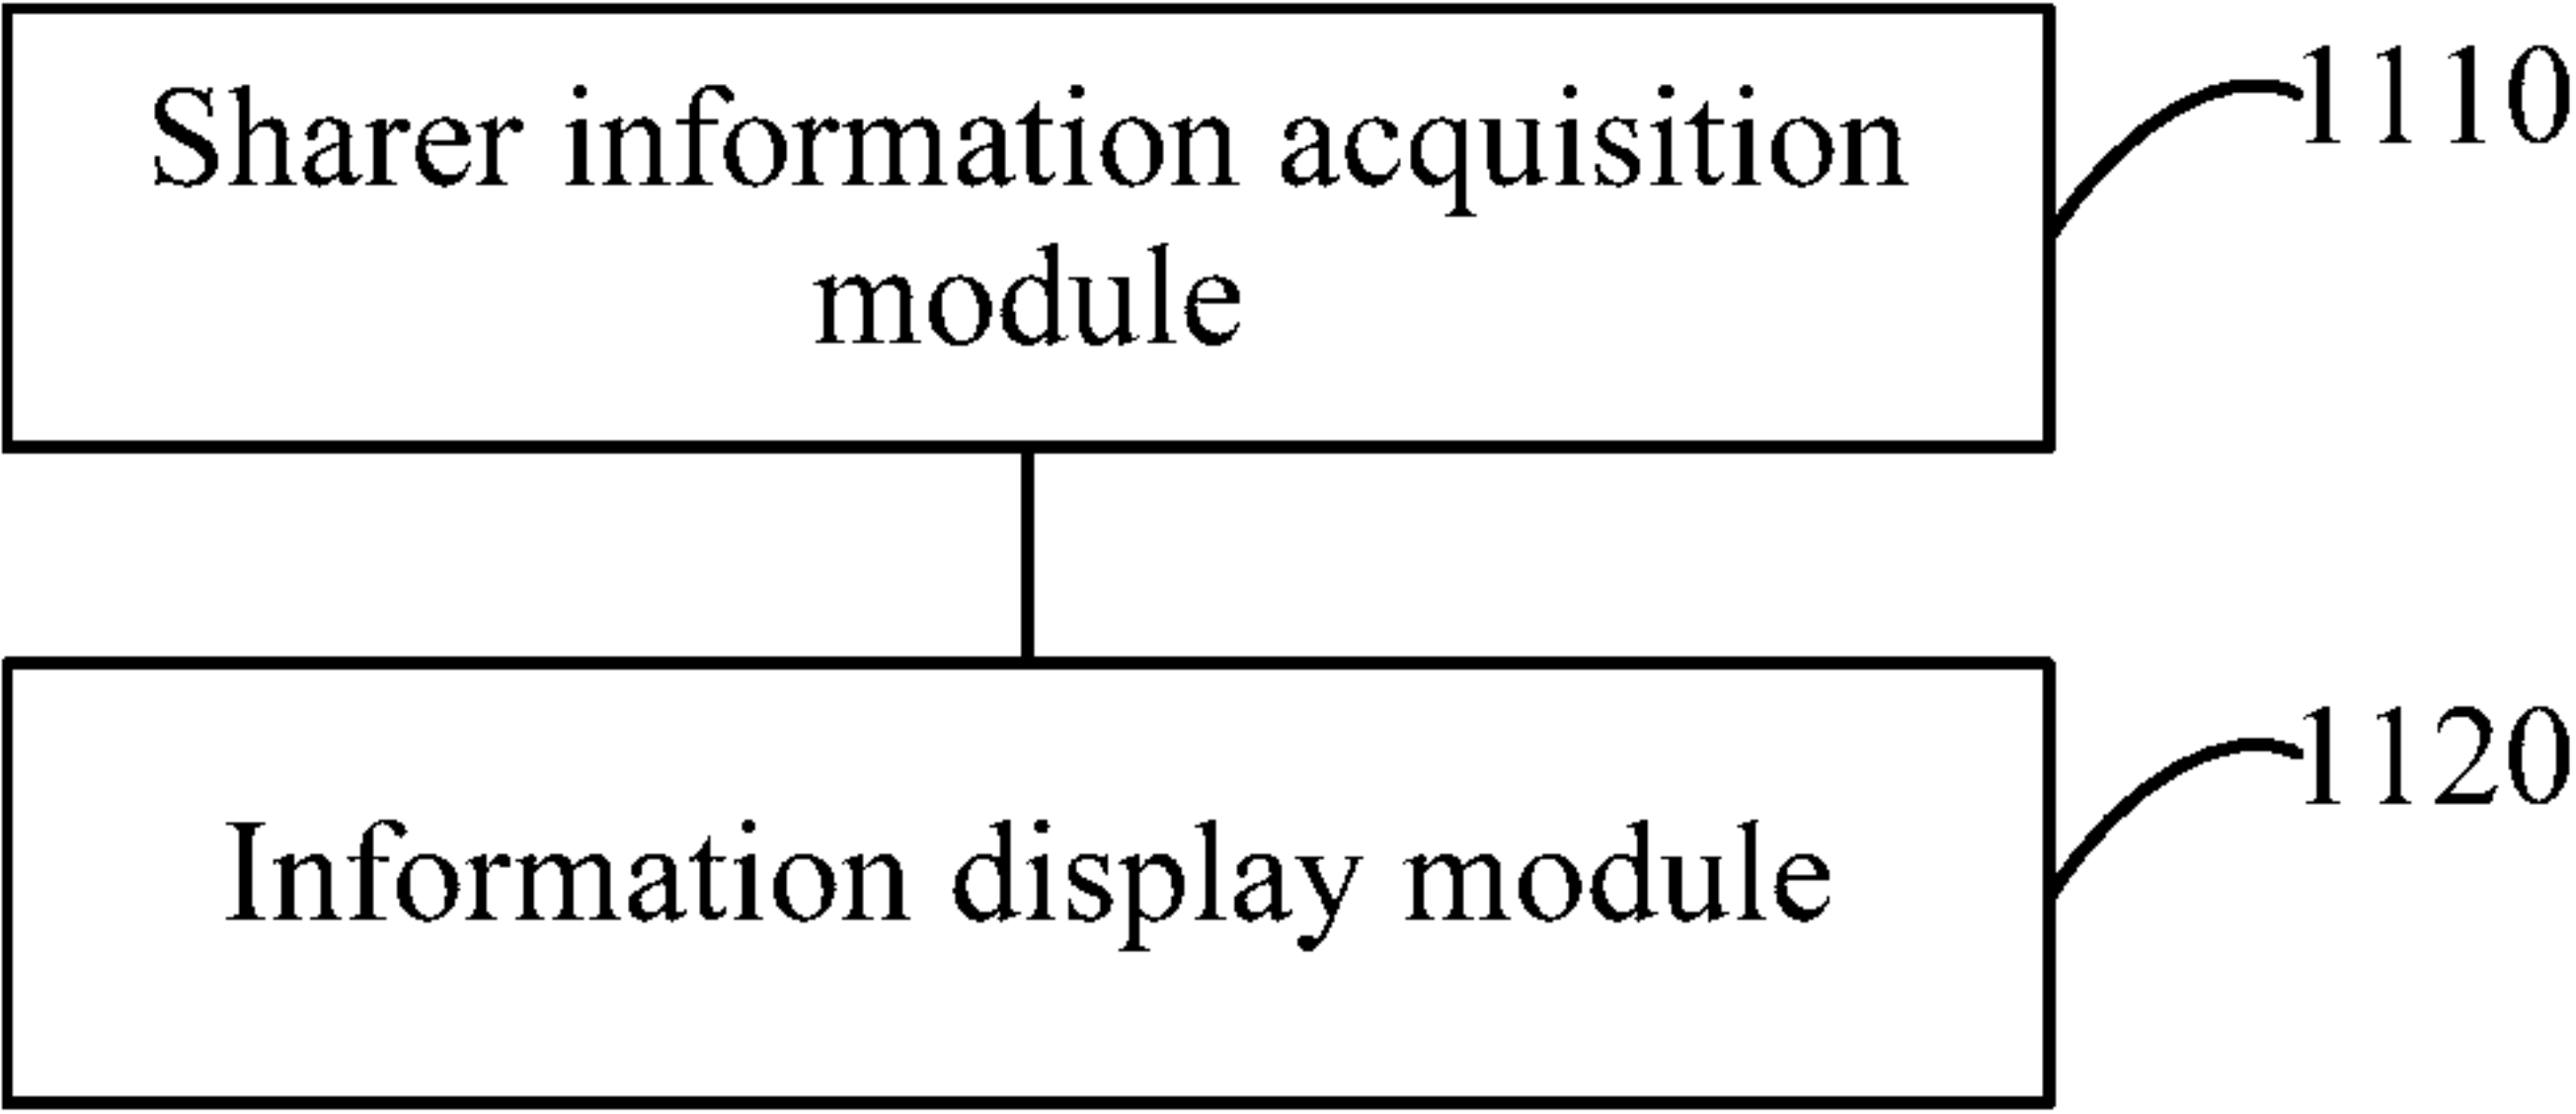 Sharer information acquisition
module
1110
Information display module
1120